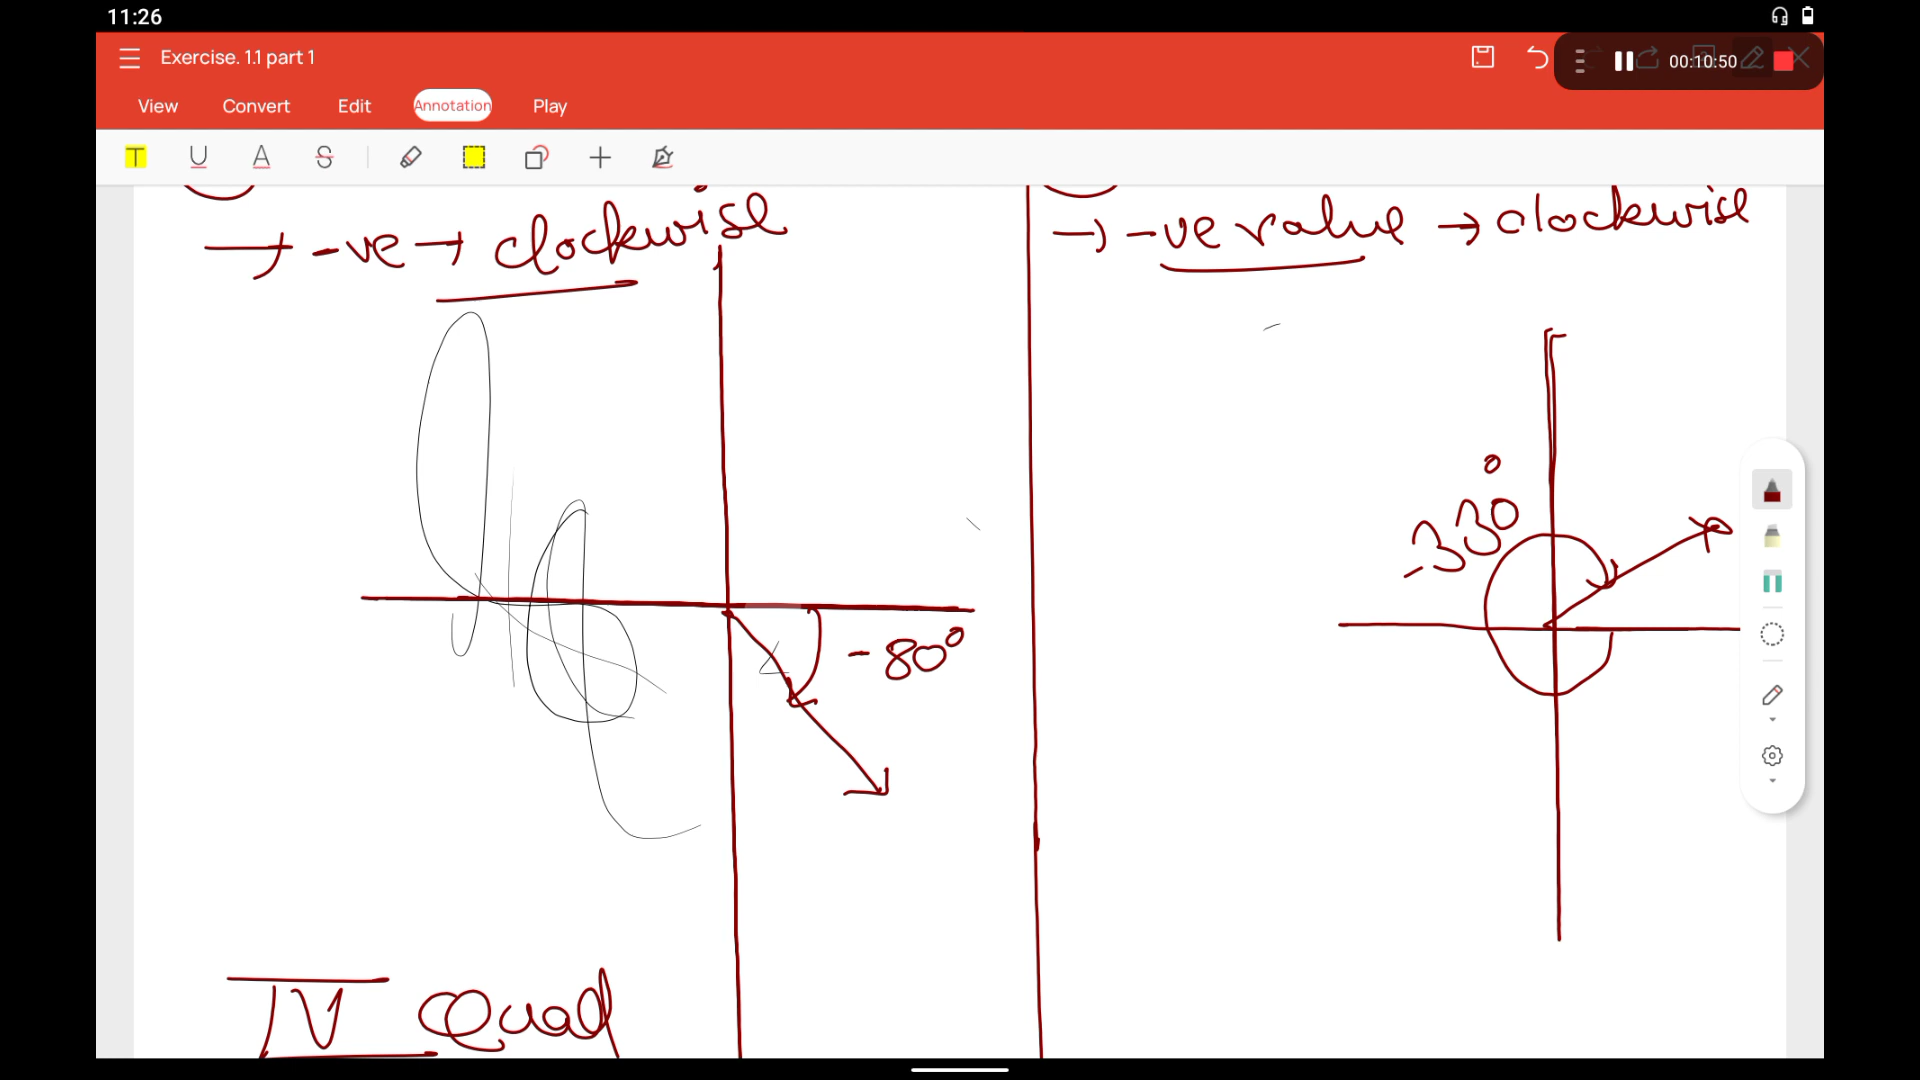 11:26
Exercise. 1.1 part 1
00:10:50
View Convert Edit Annotation Play
T U A S
→ -ve → clockwise
-80°
IV Quad
→ -ve value → clockwise
-330°